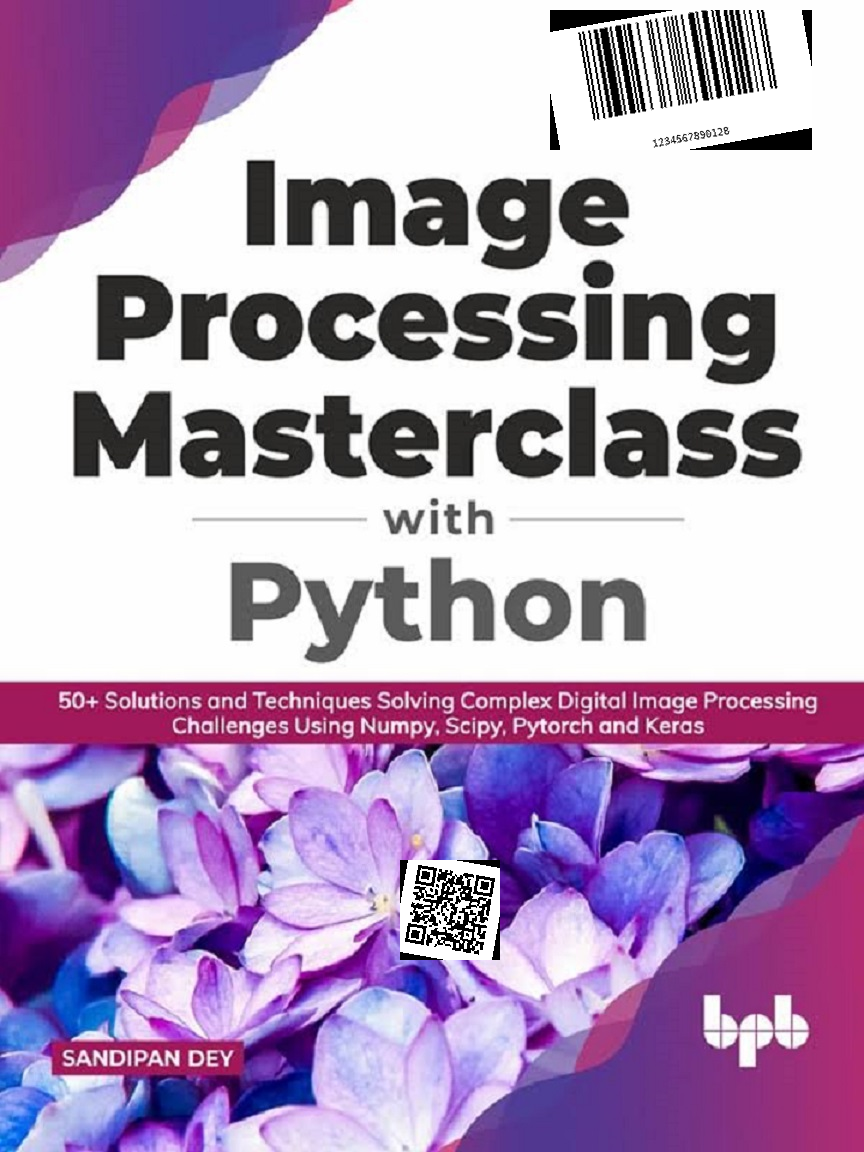 1234567890128
Image
Processing
Masterclass
with
Python
50+ Solutions and Techniques Solving Complex Digital Image Processing
Challenges Using Numpy, Scipy, Pytorch and Keras
SANDIPAN DEY
bpb